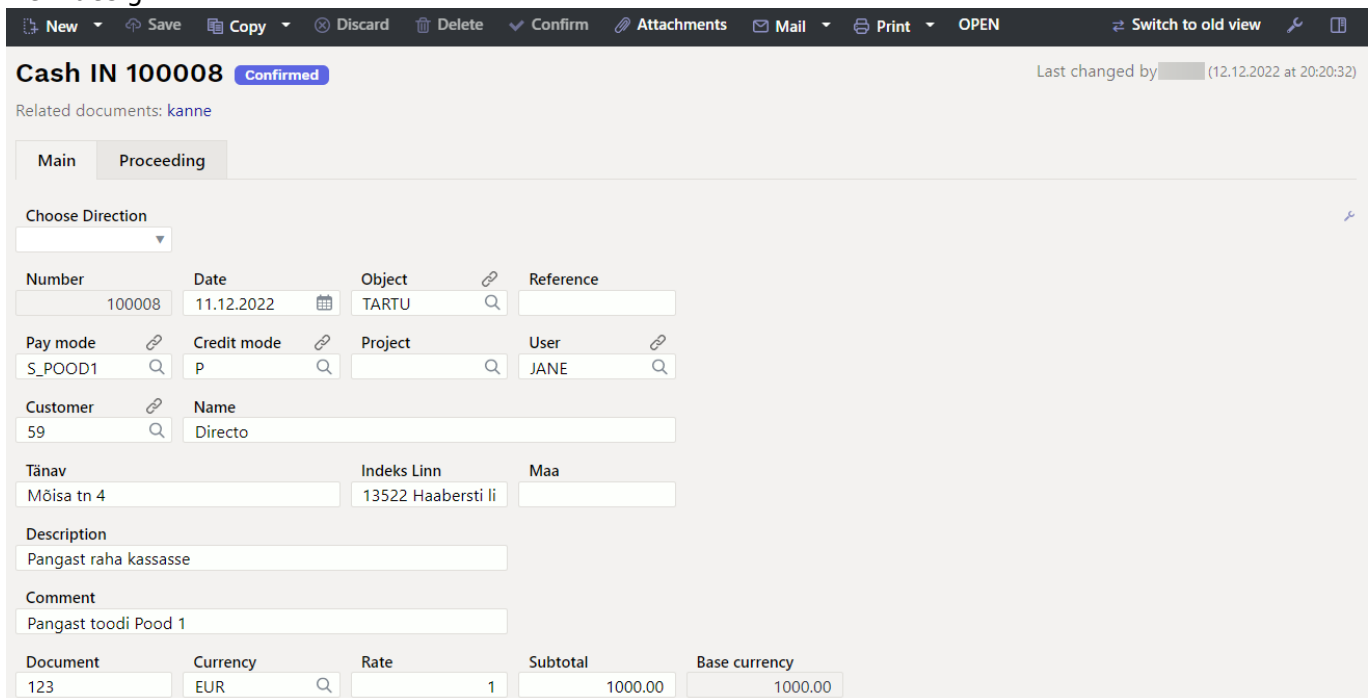 New Save Copy Discard Delete Confirm Attachments Mail Print OPEN Switch to old view
Cash IN 100008 Confirmed Last changed by (12.12.2022 at 20:20:32)
Related documents: kanne
Main Proceeding
Choose Direction
Number Date Object Reference
100008 11.12.2022 TARTU
Pay mode Credit mode Project User
S_POOD1 P JANE
Customer Name
59 Directo
Tänav Indeks Linn Maa
Mõisa tn 4 13522 Haabersti li
Description
Pangast raha kassasse
Comment
Pangast toodi Pood 1
Document Currency Rate Subtotal Base currency
123 EUR 1 1000.00 1000.00